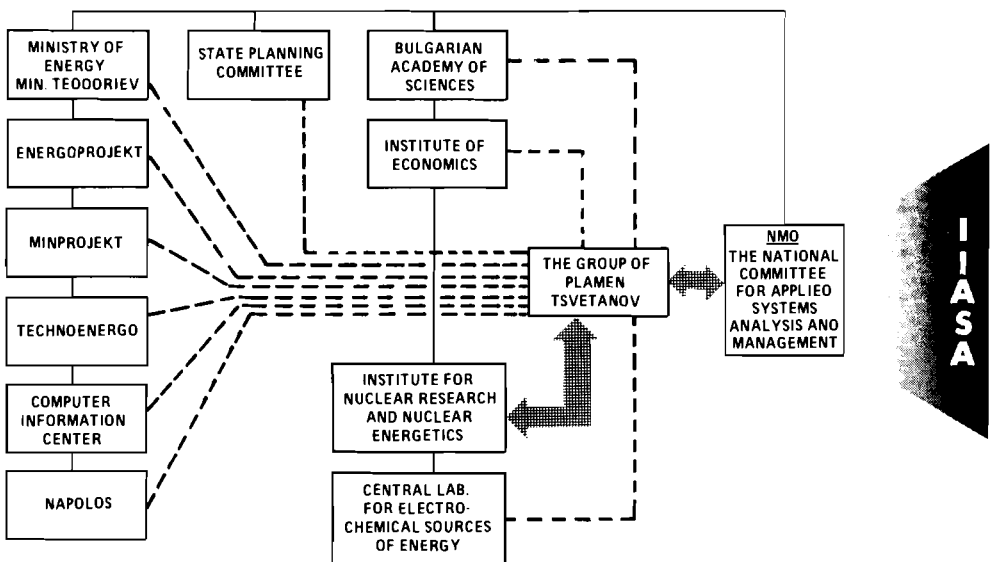 MINISTRY OF
ENERGY
MIN. TEODORIEV
STATE PLANNING
COMMITTEE
BULGARIAN
ACADEMY OF
SCIENCES
ENERGOPROJEKT
INSTITUTE OF
ECONOMICS
MINPROJEKT
THE GROUP OF
PLAMEN
TSVETANOV
NMO
THE NATIONAL
COMMITTEE
FOR APPLIEO
SYSTEMS
ANALYSIS AND
MANAGEMENT
IIASA
TECHNOENERGO
COMPUTER
INFORMATION
CENTER
INSTITUTE FOR
NUCLEAR RESEARCH
AND NUCLEAR
ENERGETICS
NAPOLOS
CENTRAL LAB.
FOR ELECTRO-
CHEMICAL SOURCES
OF ENERGY